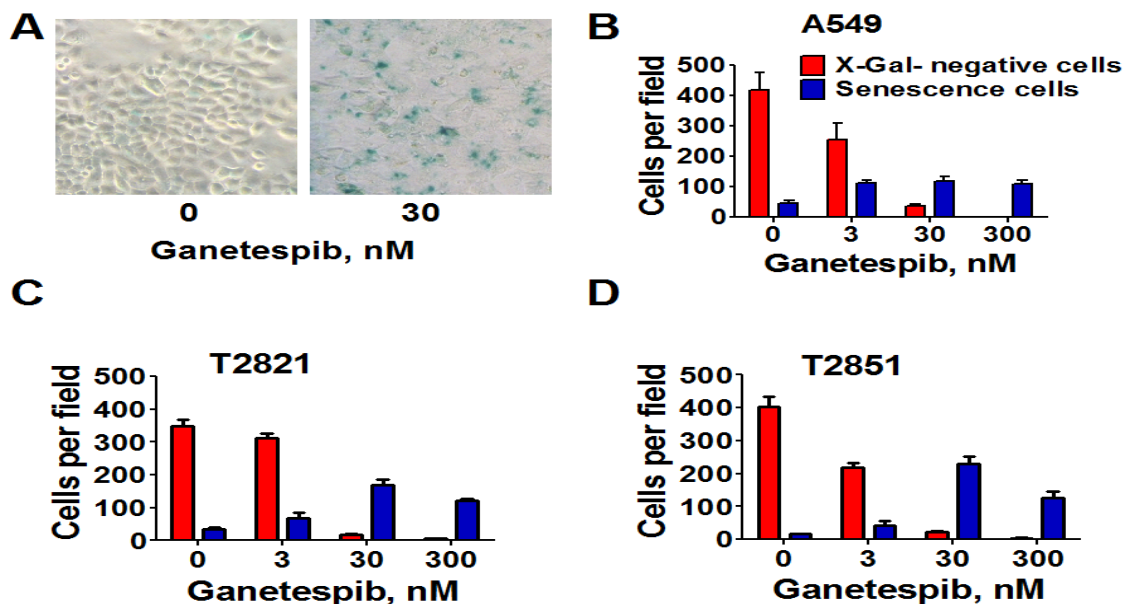 A
0 30
Ganetespib, nM
B
A549
X-Gal- negative cells
Senescence cells
Cells per field
500
400
300
200
100
0
0 3 30 300
Ganetespib, nM
C
T2821
Cells per field
500
400
300
200
100
0
0 3 30 300
Ganetespib, nM
D
T2851
Cells per field
500
400
300
200
100
0
0 3 30 300
Ganetespib, nM